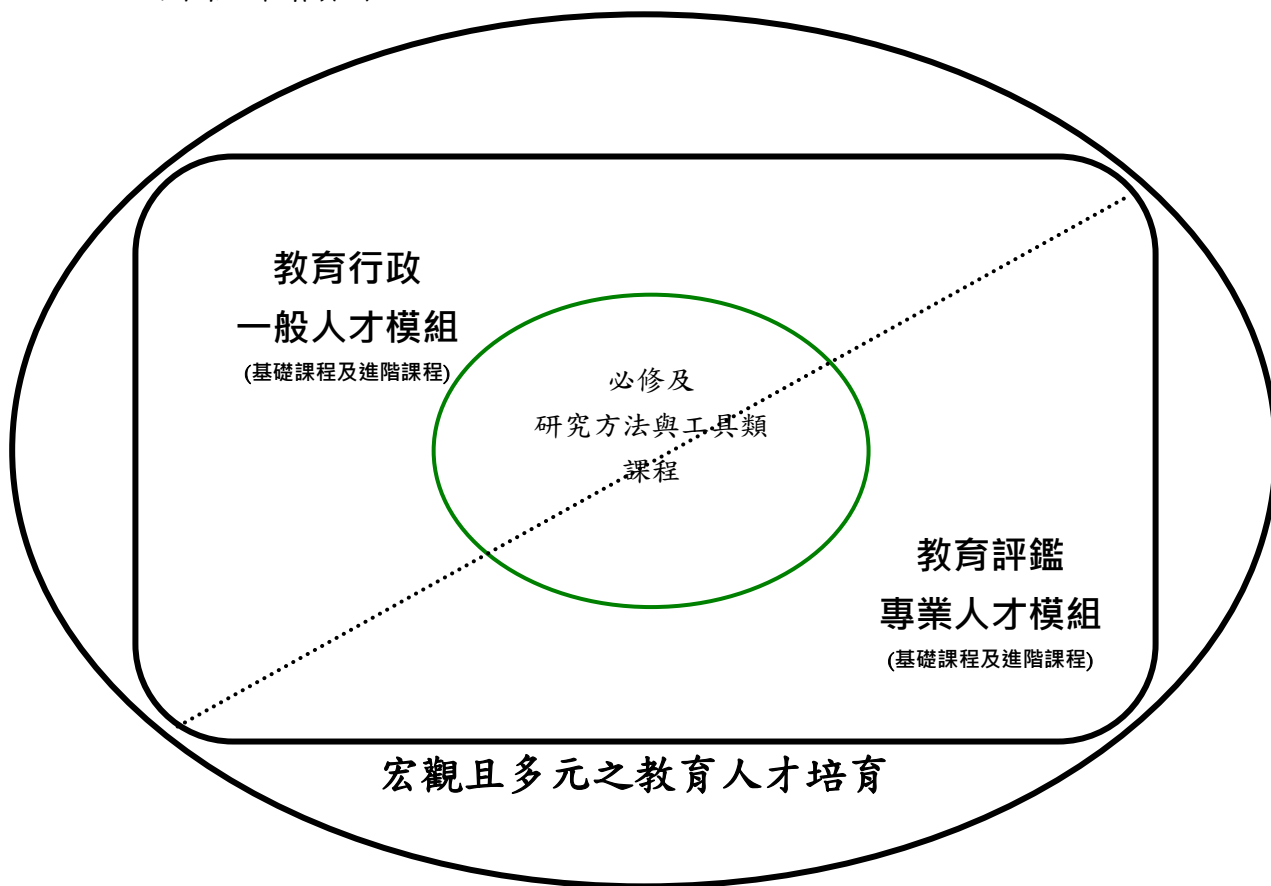 教育行政
一般人才模組
(基礎課程及進階課程)
必修及
研究方法與工具類
課程
教育評鑑
專業人才模組
(基礎課程及進階課程)
宏觀且多元之教育人才培育